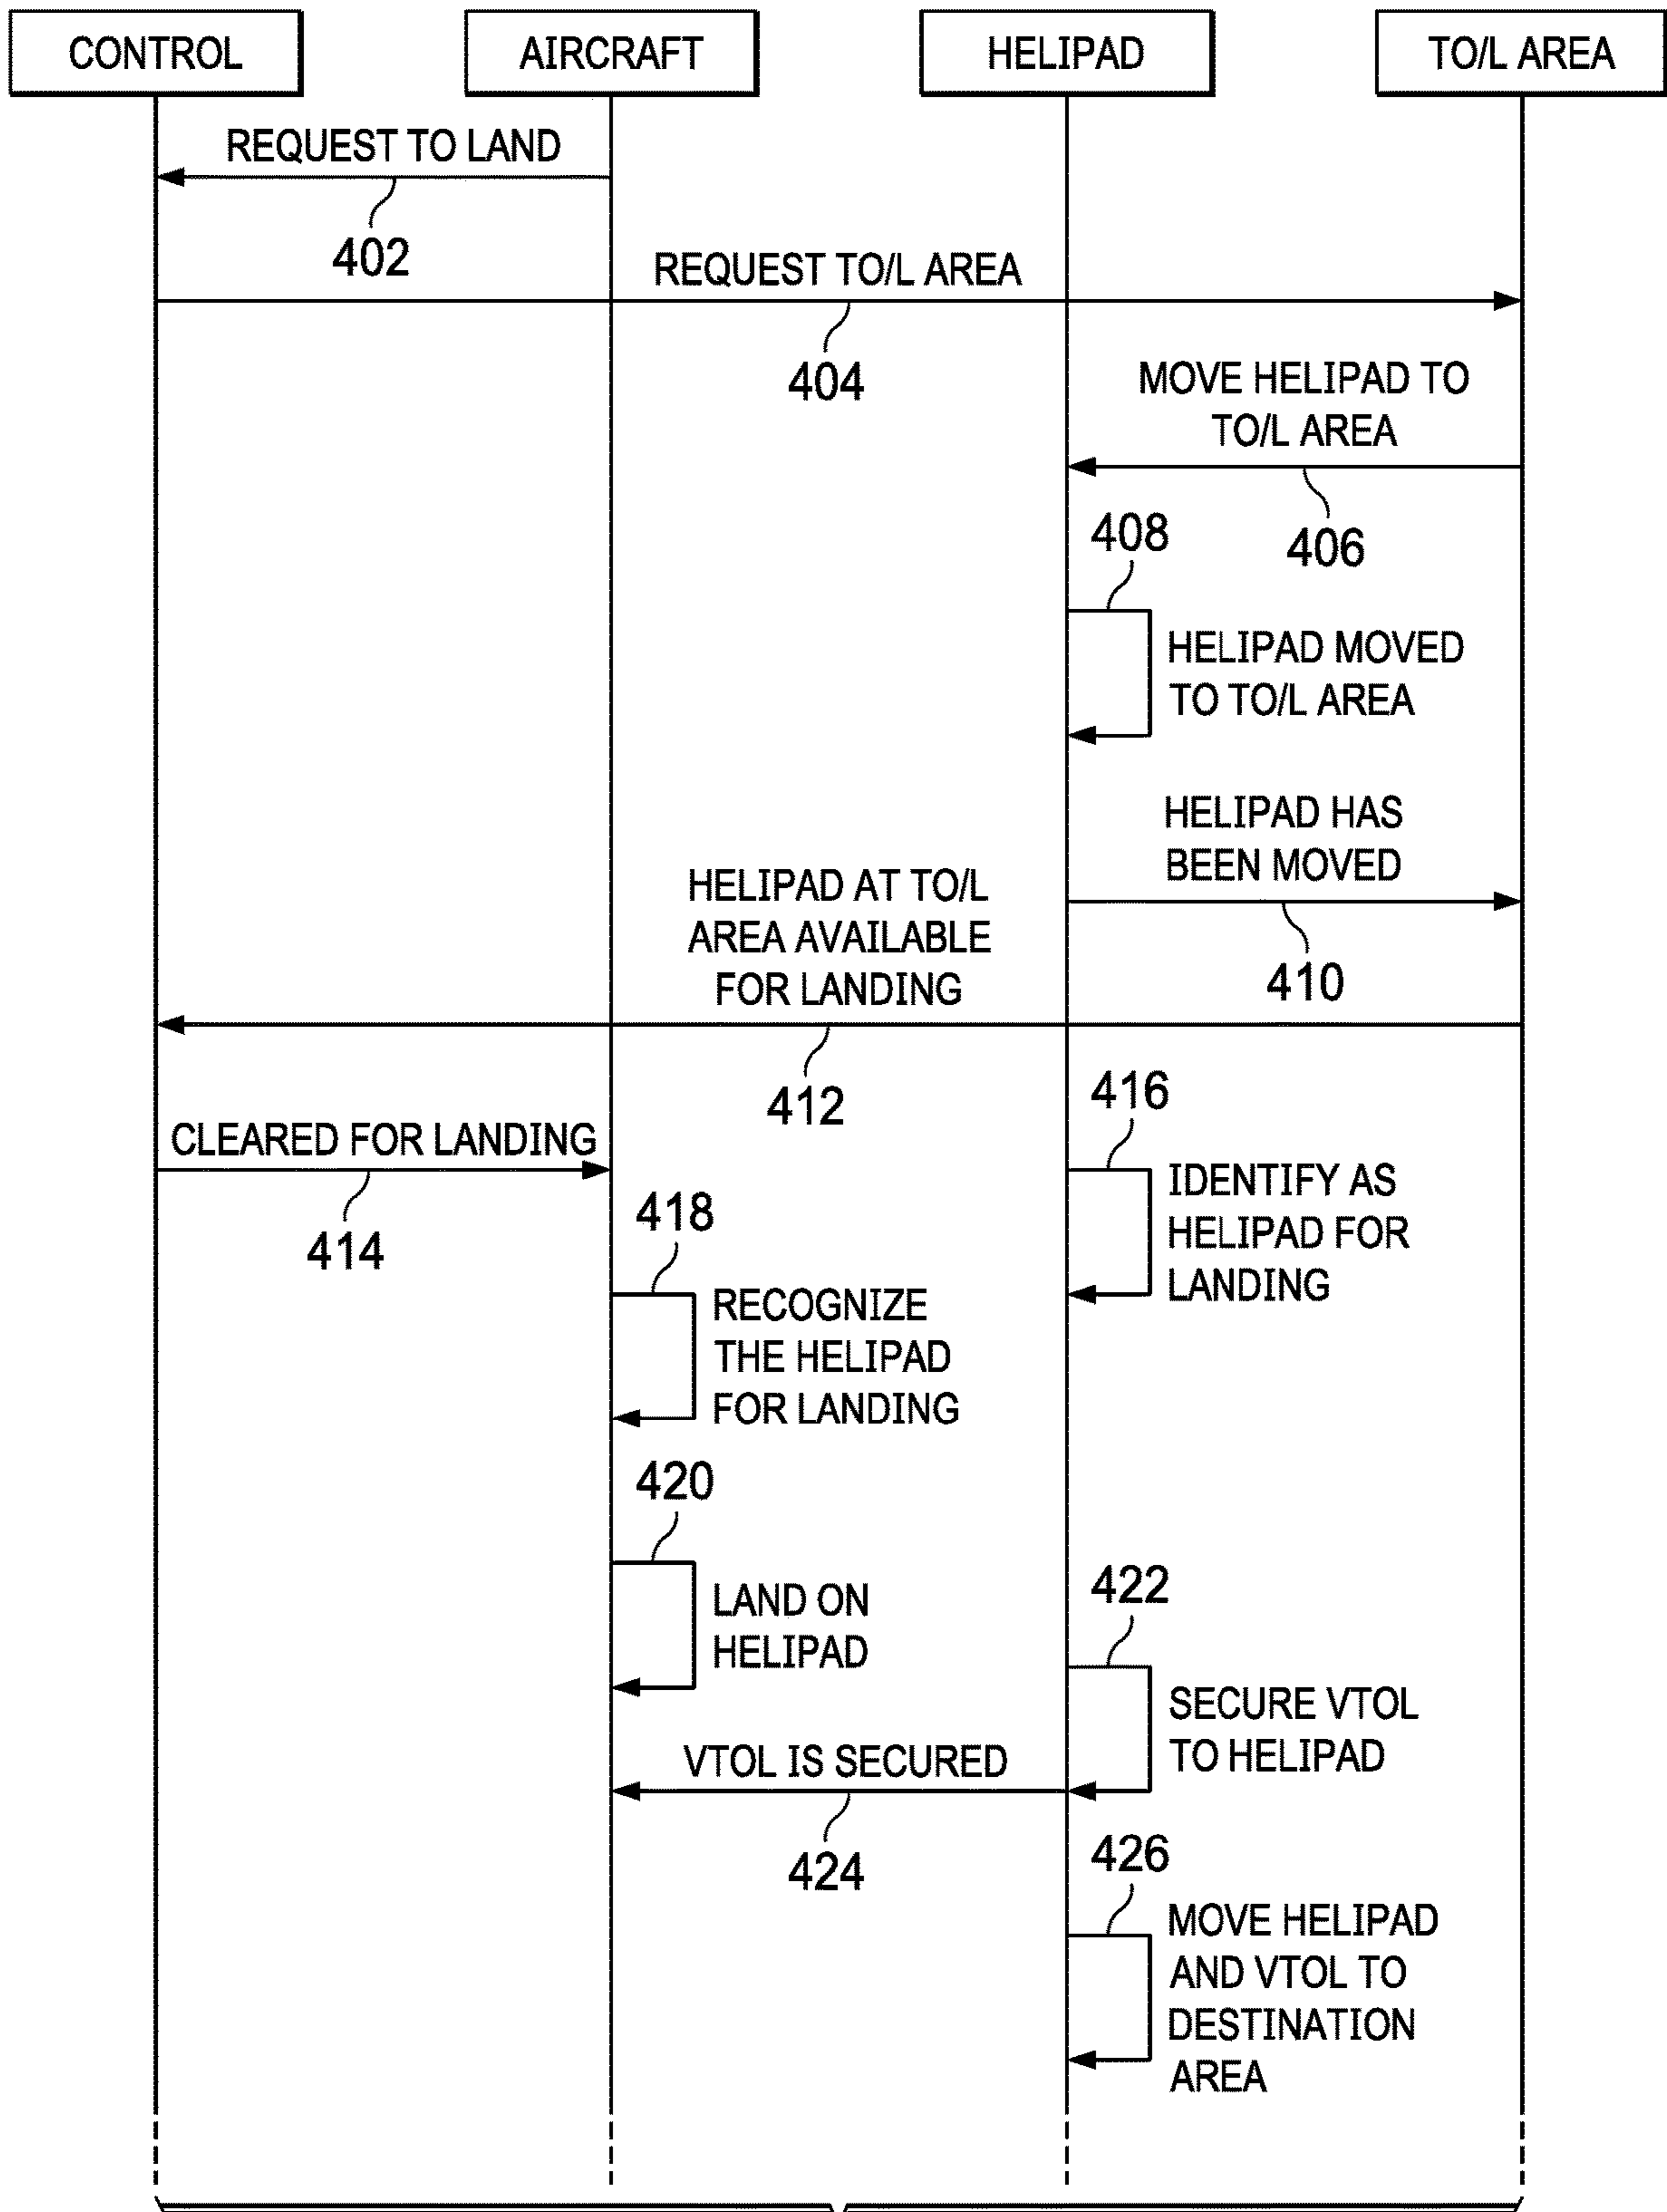 CONTROL
AIRCRAFT
HELIPAD
TO/L AREA
REQUEST TO LAND
402
REQUEST TO/L AREA
404
MOVE HELIPAD TO
TO/L AREA
406
408
HELIPAD MOVED
TO TO/L AREA
HELIPAD HAS
BEEN MOVED
410
HELIPAD AT TO/L
AREA AVAILABLE
FOR LANDING
412
CLEARED FOR LANDING
414
416
IDENTIFY AS
HELIPAD FOR
LANDING
418
RECOGNIZE
THE HELIPAD
FOR LANDING
420
LAND ON
HELIPAD
422
SECURE VTOL
TO HELIPAD
VTOL IS SECURED
424
426
MOVE HELIPAD
AND VTOL TO
DESTINATION
AREA